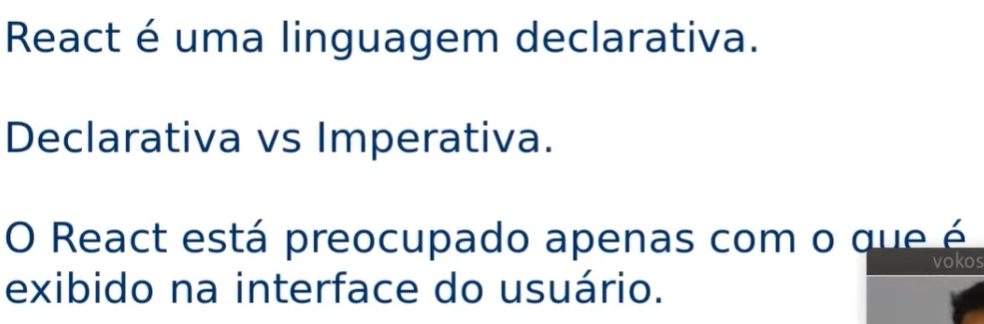 React é uma linguagem declarativa.
Declarativa vs Imperativa.
O React está preocupado apenas com o que é
exibido na interface do usuário.
vokos